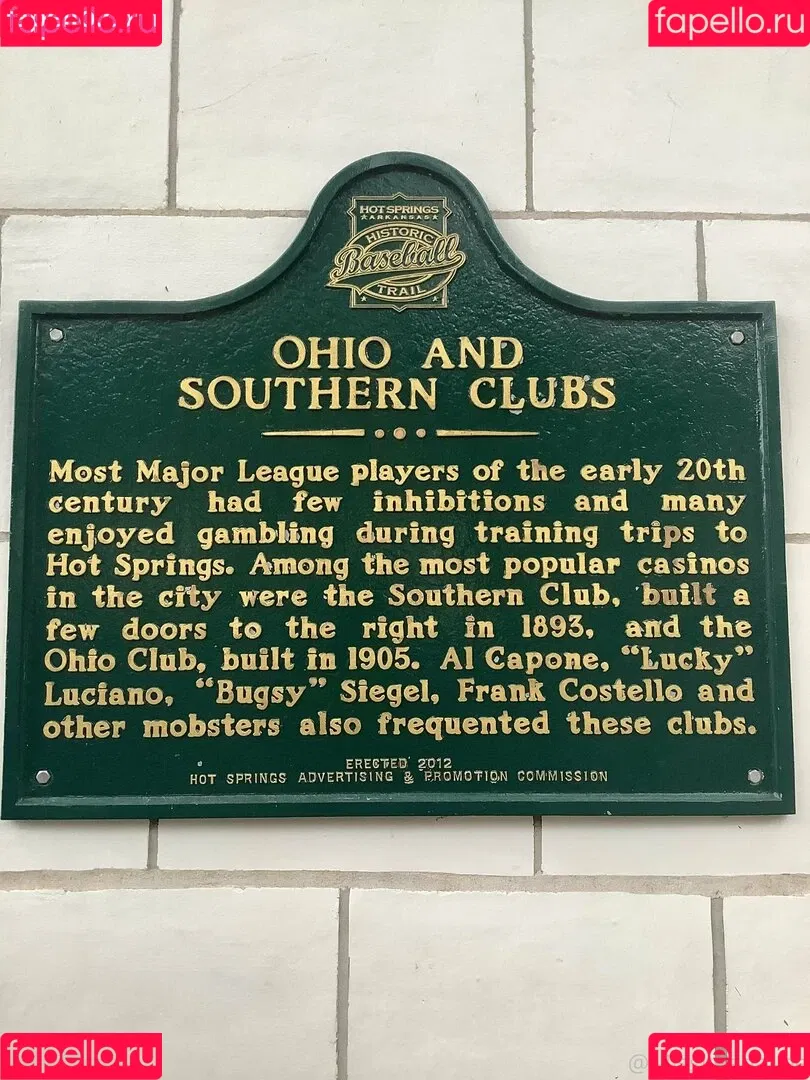 fapello.ru
fapello.ru
HOT SPRINGS
ARKANSAS
HISTORIC
Baseball
TRAIL
OHIO AND
SOUTHERN CLUBS
Most Major League players of the early 20th
century had few inhibitions and many
enjoyed gambling during training trips to
Hot Springs. Among the most popular casinos
in the city were the Southern Club, built a
few doors to the right in 1893, and the
Ohio Club, built in 1905. Al Capone, “Lucky”
Luciano, “Bugsy” Siegel, Frank Costello and
other mobsters also frequented these clubs.
ERECTED 2012
HOT SPRINGS ADVERTISING & PROMOTION COMMISSION
fapello.ru
@
fapello.ru